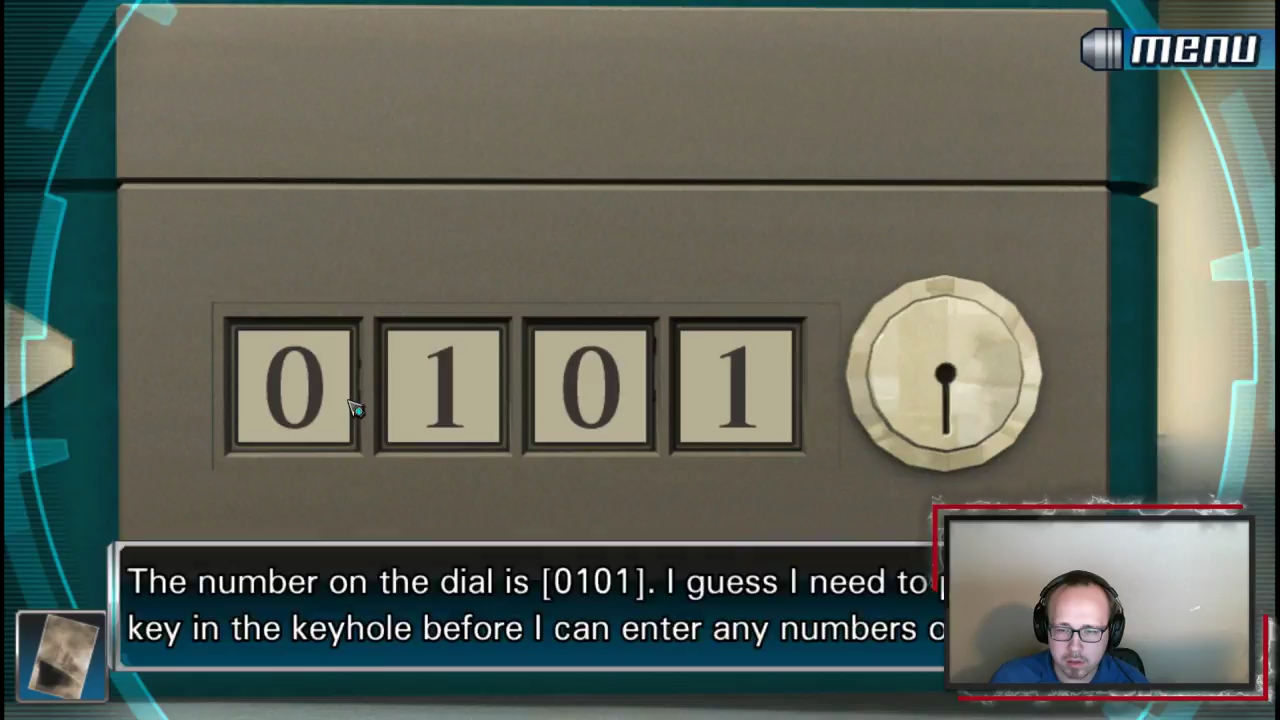 menu
0 1 0 1
The number on the dial is [0101]. I guess I need to
key in the keyhole before I can enter any numbers